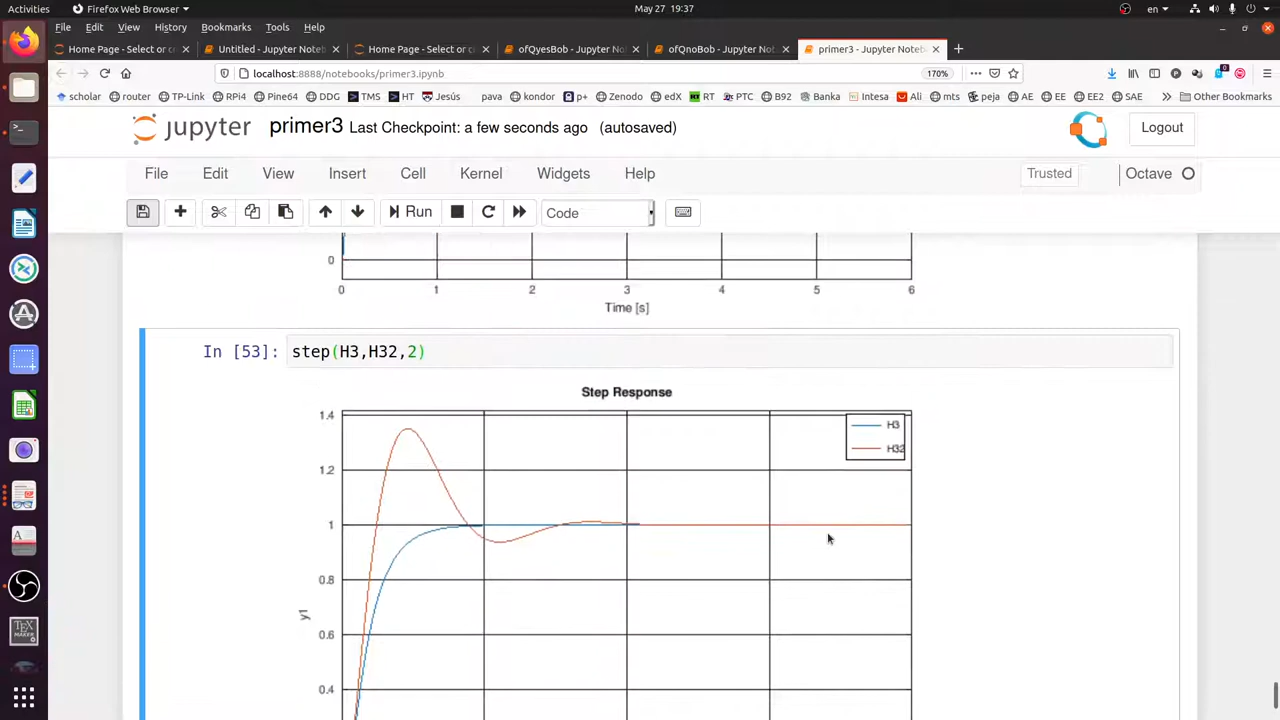 Activities
Firefox Web Browser
May 27 19:37
en
File Edit View History Bookmarks Tools Help
Home Page - Select or c
Untitled - Jupyter Noteb
Home Page - Select or c
ofQyesBob - Jupyter Not
ofQnoBob - Jupyter Note
primer3 - Jupyter Noteb
localhost:8888/notebooks/primer3.ipynb
170%
scholar router TP-Link RPi4 Pine64 DDG TMS HT Jesús pava kondor p+ Zenodo edX RT PTC B92 Banka Intesa Ali mts peja AE EE EE2 SAE Other Bookmarks
jupyter primer3 Last Checkpoint: a few seconds ago (autosaved)
Logout
File Edit View Insert Cell Kernel Widgets Help
Trusted
Octave
Run
Code
0
0 1 2 3 4 5 6
Time [s]
In [53]: step(H3,H32,2)
Step Response
1.4
H3
H32
1.2
1
0.8
y1
0.6
0.4